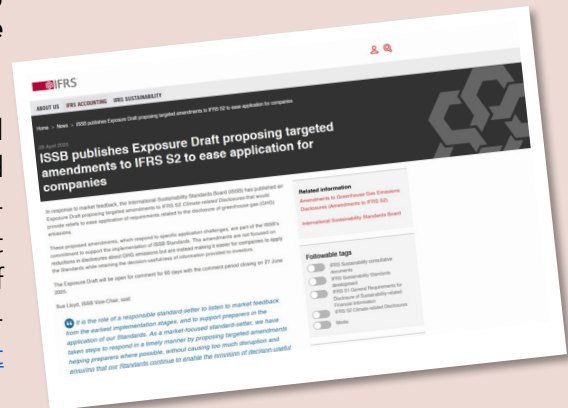 IFRS
ABOUT US IFRS ACCOUNTING IFRS SUSTAINABILITY
Home > News > ISSB publishes Exposure Draft proposing targeted amendments to IFRS S2 to ease application for companies
28 April 2025
ISSB publishes Exposure Draft proposing targeted
amendments to IFRS S2 to ease application for
companies
In response to market feedback, the International Sustainability Standards Board (ISSB) has published an
Exposure Draft proposing targeted amendments to IFRS S2 Climate-related Disclosures that would
provide reliefs to ease application of requirements related to the disclosure of greenhouse gas (GHG)
emissions.
These proposed amendments, which respond to specific application challenges, are part of the ISSB's
commitment to support the implementation of ISSB Standards. The amendments are not focused on
reductions in disclosures about GHG emissions but are instead making it easier for companies to apply
the Standards while retaining the decision-usefulness of information provided to investors.
The Exposure Draft will be open for comment for 60 days with the comment period closing on 27 June
2025.
Sue Lloyd, ISSB Vice-Chair, said:
It is the role of a responsible standard-setter to listen to market feedback
from the earliest implementation stages, and to support preparers in the
application of our Standards. As a market-focused standard-setter, we have
taken steps to respond in a timely manner by proposing targeted amendments
helping preparers where possible, without causing too much disruption and
ensuring that our Standards continue to enable the provision of decision-useful
Related information
Amendments to Greenhouse Gas Emissions
Disclosures (Amendments to IFRS S2)
International Sustainability Standards Board
Followable tags
IFRS Sustainability consultative
documents
IFRS Sustainability Standards
development
IFRS S1 General Requirements for
Disclosure of Sustainability-related
Financial Information
IFRS S2 Climate-related Disclosures
Media